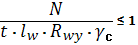 N
t · l_w · R_wy · γ_c ≤ 1